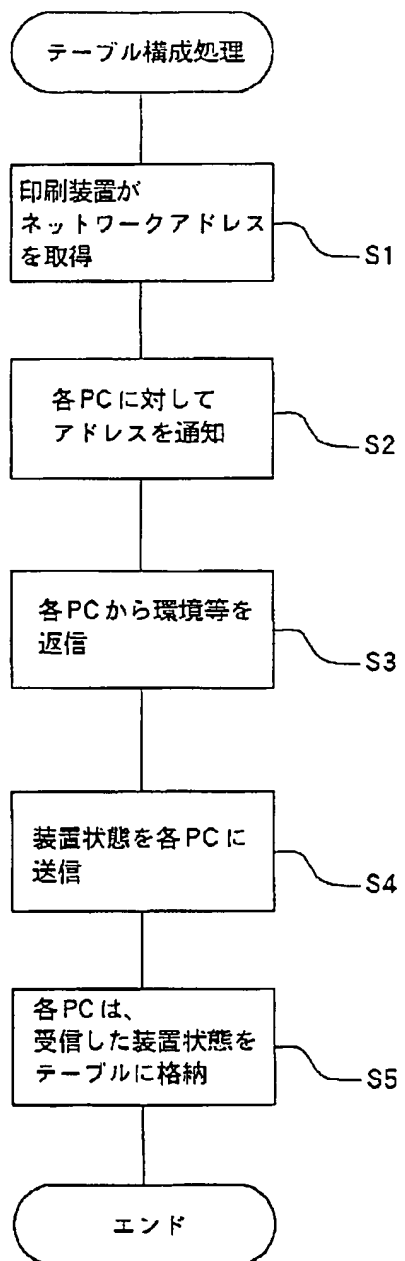 テーブル構成処理
印刷装置が
ネットワークアドレス
を取得
S1
各PCに対して
アドレスを通知
S2
各PCから環境等を
返信
S3
装置状態を各PCに
送信
S4
各PCは、
受信した装置状態を
テーブルに格納
S5
エンド